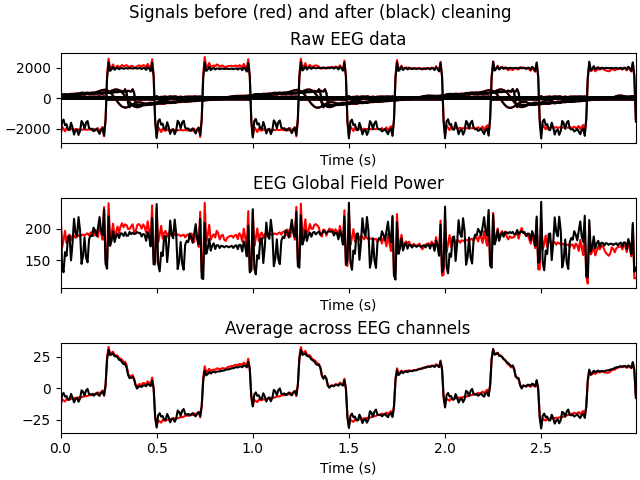 Signals before (red) and after (black) cleaning
Raw EEG data
2000
0
−2000
Time (s)
EEG Global Field Power
200
150
Time (s)
Average across EEG channels
25
0
−25
0.0 0.5 1.0 1.5 2.0 2.5
Time (s)